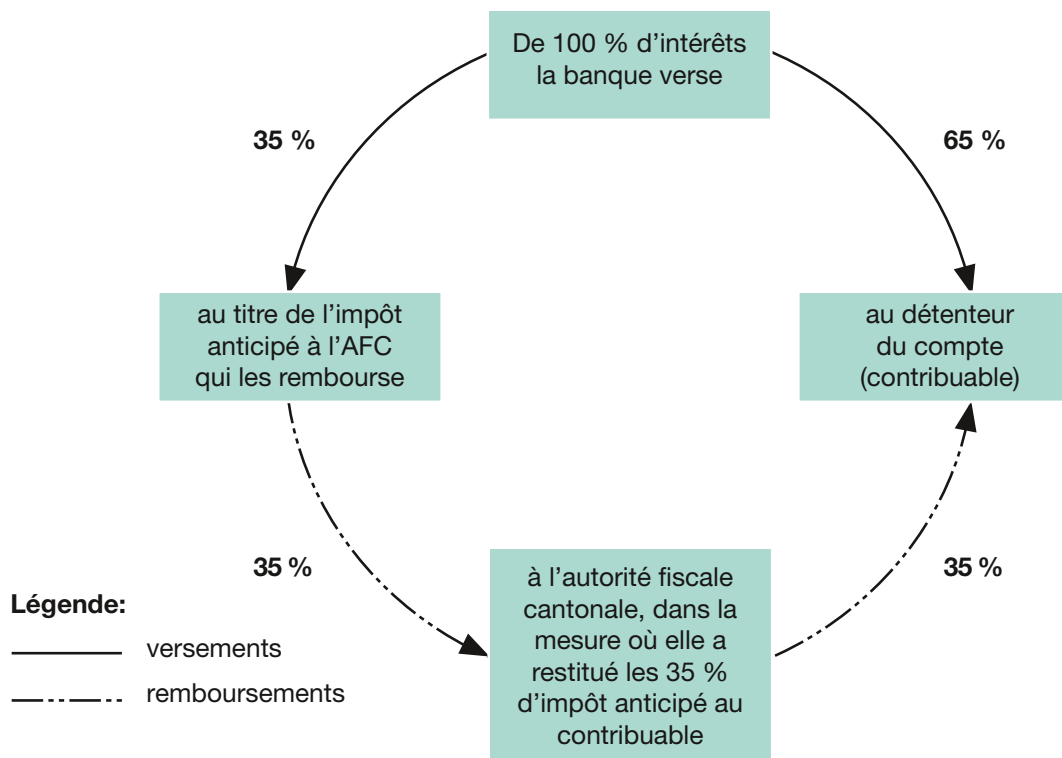 De 100 % d’intérêts
la banque verse
35 %
65 %
au titre de l’impôt
anticipé à l’AFC
qui les rembourse
au détenteur
du compte
(contribuable)
35 %
35 %
à l’autorité fiscale
cantonale, dans la
mesure où elle a
restitué les 35 %
d’impôt anticipé au
contribuable
Légende:
versements
remboursements